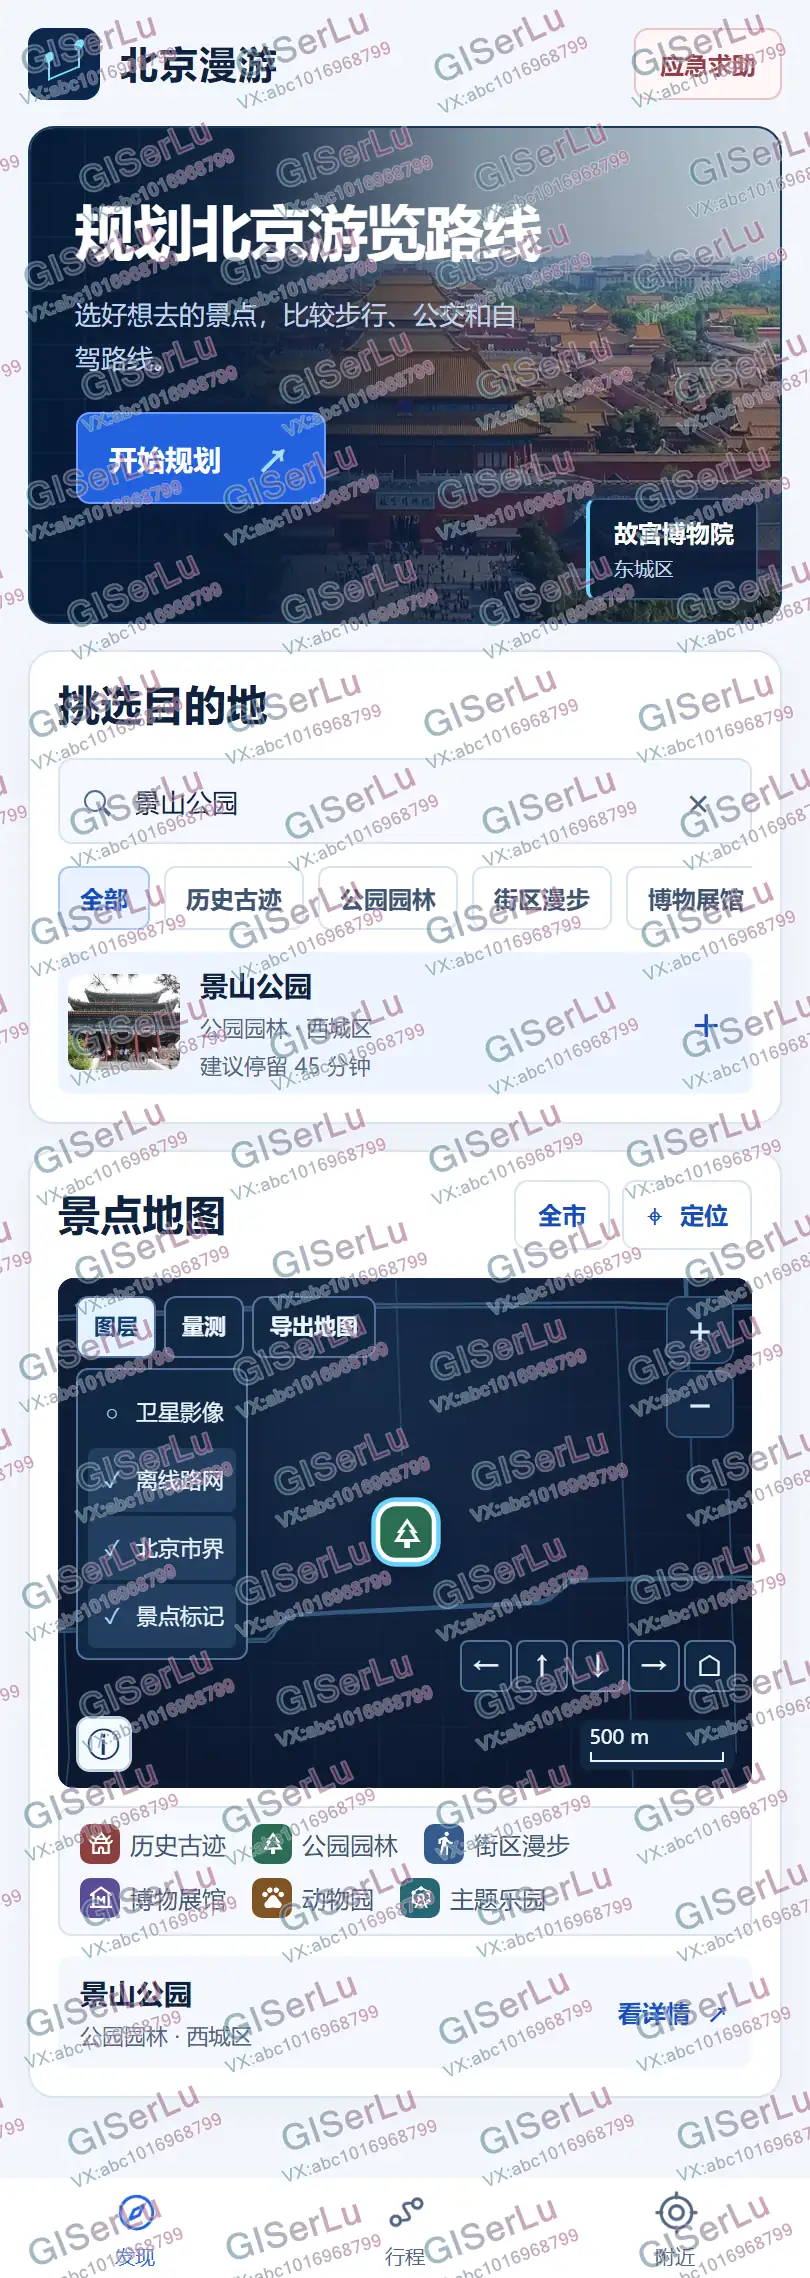 北京漫游
应急求助
规划北京游览路线
选好想去的景点，比较步行、公交和自
驾路线。
开始规划
故宫博物院
故宫博物院
东城区
挑选目的地
景山公园
全部 历史古迹 公园园林 街区漫步 博物展馆
景山公园
公园园林 · 西城区
建议停留 45 分钟
景点地图
全市
定位
图层 量测 导出地图
卫星影像
离线路网
北京市界
景点标记
500 m
历史古迹 公园园林 街区漫步
博物展馆 动物园 主题乐园
景山公园
公园园林 · 西城区
看详情
发现 行程 附近
GISerLu
VX:abc1016968799